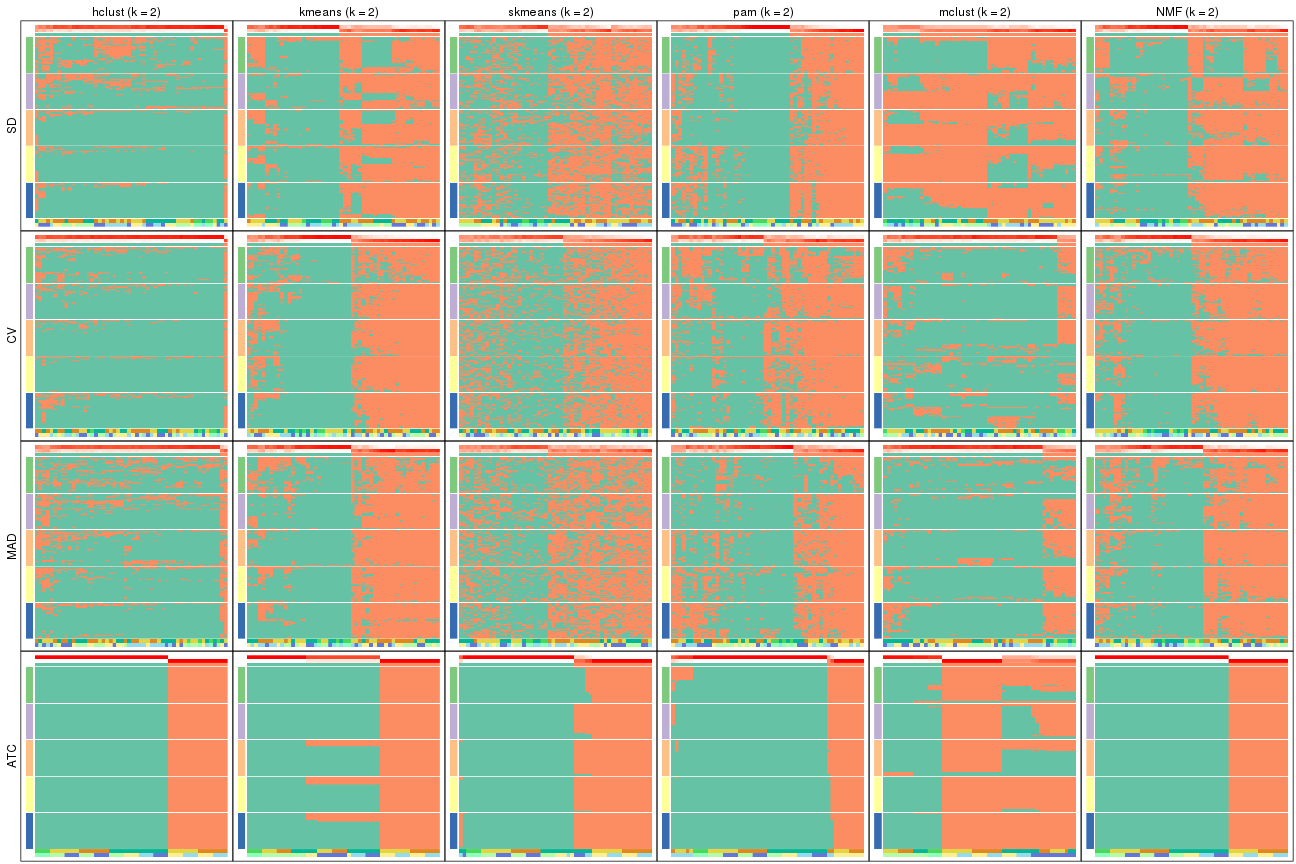 hclust (k = 2)
kmeans (k = 2)
skmeans (k = 2)
pam (k = 2)
mclust (k = 2)
NMF (k = 2)
SD
CV
MAD
ATC